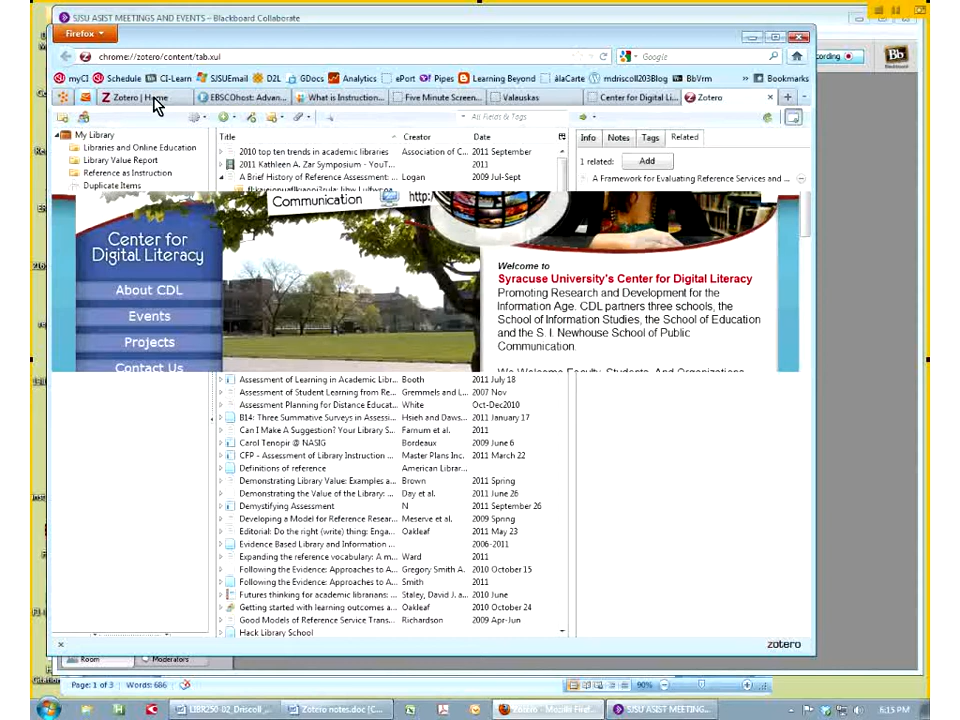 SJSU ASIST MEETINGS AND EVENTS – Blackboard Collaborate
Firefox
chrome://zotero/content/tab.xul
Google
myCI Schedule CI-Learn SJSUEmail D2L GDocs Analytics ePort Pipes Learning Beyond àlaCarte mdriscoll203Blog BbVrm » Bookmarks
Zotero | Home EBSCOhost: Advan... What is Instruction... Five Minute Screen... Valauskas Center for Digital Li... Zotero
All Fields & Tags
My Library
Libraries and Online Education
Library Value Report
Reference as Instruction
Duplicate Items
Title Creator Date
2010 top ten trends in academic libraries Association of C... 2011 September
2011 Kathleen A. Zar Symposium - YouT... 2011
A Brief History of Reference Assessment: ... Logan 2009 Jul-Sept
Info Notes Tags Related
1 related: Add
A Framework for Evaluating Reference Services and ...
Communication http:/
Center for
Digital Literacy
About CDL
Events
Projects
Contact Us
Welcome to
Syracuse University's Center for Digital Literacy
Promoting Research and Development for the
Information Age. CDL partners three schools, the
School of Information Studies, the School of Education
and the S. I. Newhouse School of Public
Communication.
We Welcome Faculty, Students, And Organizations
Assessment of Learning in Academic Libr... Booth 2011 July 18
Assessment of Student Learning from Re... Gremmels and L... 2007 Nov
Assessment Planning for Distance Educat... White Oct-Dec2010
B14: Three Summative Surveys in Assessi... Hsieh and Daws... 2011 January 17
Can I Make A Suggestion? Your Library S... Farnum et al. 2011
Carol Tenopir @ NASIG Bordeaux 2009 June 6
CFP - Assessment of Library Instruction ... Master Plans Inc. 2011 March 22
Definitions of reference American Librar...
Demonstrating Library Value: Examples a... Brown 2011 Spring
Demonstrating the Value of the Library: ... Day et al. 2011 June 26
Demystifying Assessment N 2011 September 26
Developing a Model for Reference Resear... Meserve et al. 2009 Spring
Editorial: Do the right (write) thing: Enga... Oakleaf 2011 May 23
Evidence Based Library and Information ... 2006-2011
Expanding the reference vocabulary: A m... Ward 2011
Following the Evidence: Approaches to A... Gregory Smith A. 2010 October 15
Following the Evidence: Approaches to A... Smith 2011
Futures thinking for academic librarians: ... Staley, David J. a... 2010 June
Getting started with learning outcomes a... Oakleaf 2010 October 24
Good Models of Reference Service Trans... Richardson 2009 Apr-Jun
Hack Library School
zotero
Room Moderators
Page: 1 of 3 Words: 686 90%
LIBR250-02_Driscoll_... Zotero notes.doc [C... Zotero - Mozilla Firef... SJSU ASIST MEETING... 6:15 PM